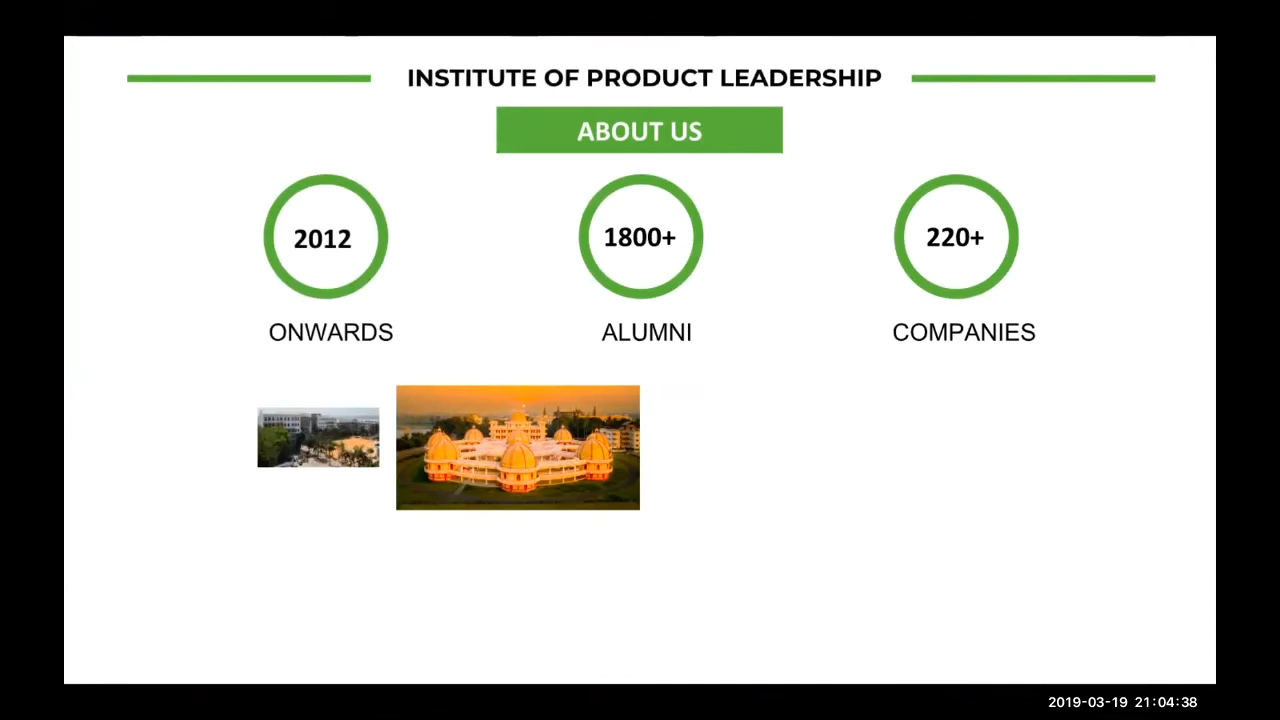 INSTITUTE OF PRODUCT LEADERSHIP
ABOUT US
2012
1800+
220+
ONWARDS
ALUMNI
COMPANIES
2019-03-19 21:04:38